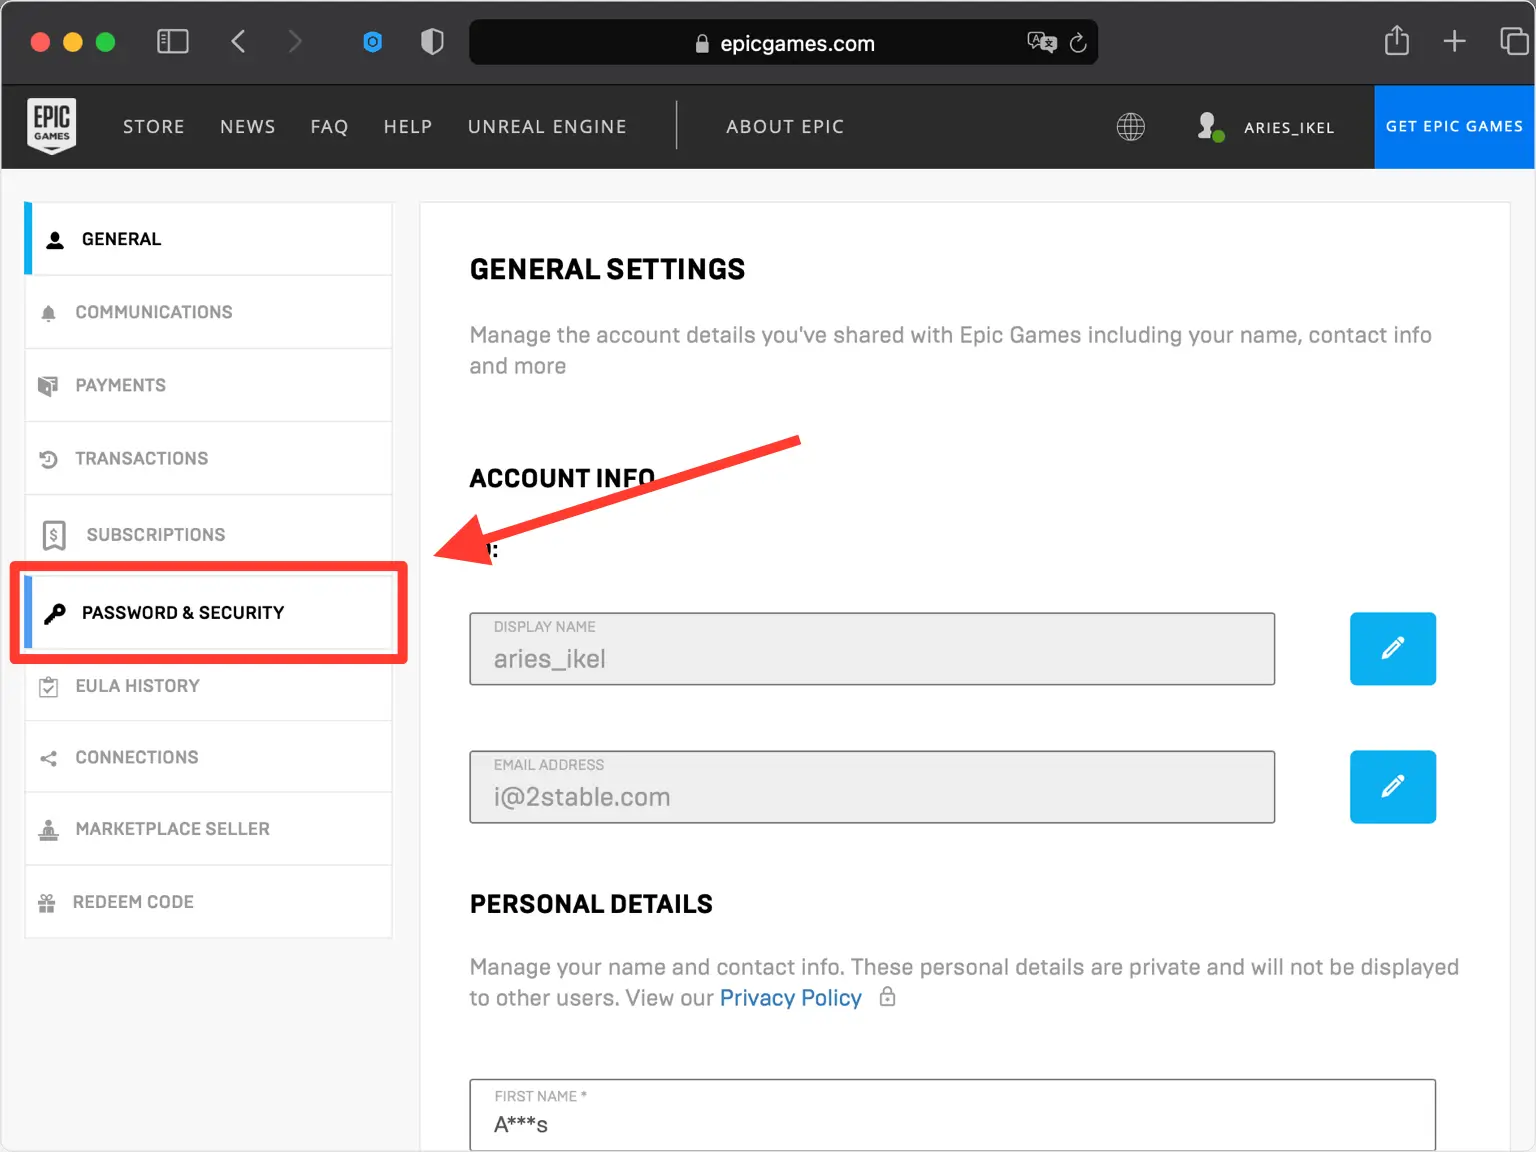 epicgames.com
EPIC
GAMES
STORE
NEWS
FAQ
HELP
UNREAL ENGINE
ABOUT EPIC
ARIES_IKEL
GET EPIC GAMES
GENERAL
COMMUNICATIONS
PAYMENTS
TRANSACTIONS
SUBSCRIPTIONS
PASSWORD & SECURITY
EULA HISTORY
CONNECTIONS
MARKETPLACE SELLER
REDEEM CODE
GENERAL SETTINGS
Manage the account details you've shared with Epic Games including your name, contact info
and more
ACCOUNT INFO
DISPLAY NAME
aries_ikel
EMAIL ADDRESS
i@2stable.com
PERSONAL DETAILS
Manage your name and contact info. These personal details are private and will not be displayed
to other users. View our Privacy Policy
FIRST NAME *
A***s